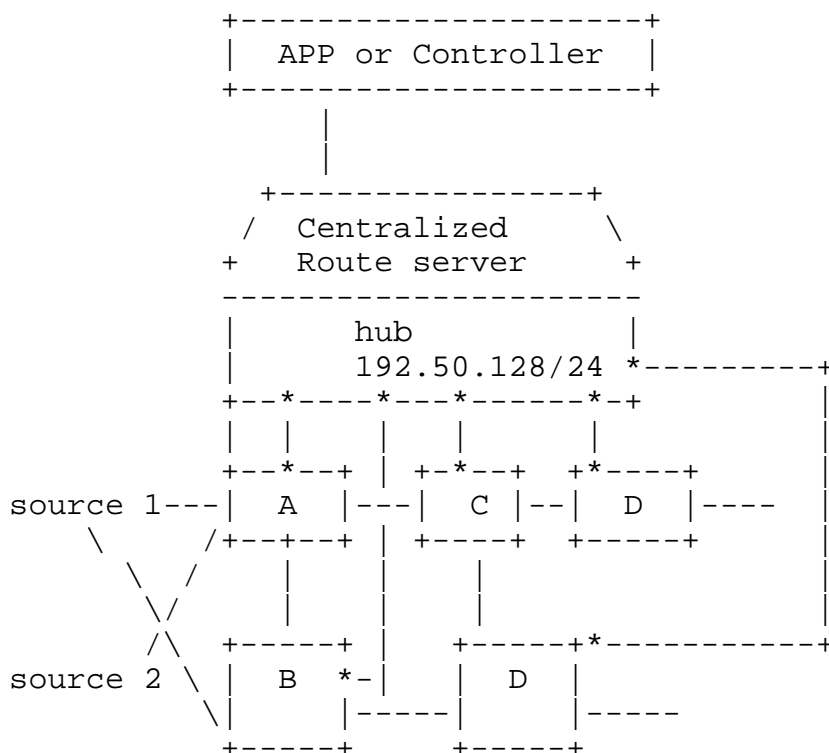 APP or Controller
Centralized
Route server
hub
192.50.128/24
source 1 A C D
source 2 B D